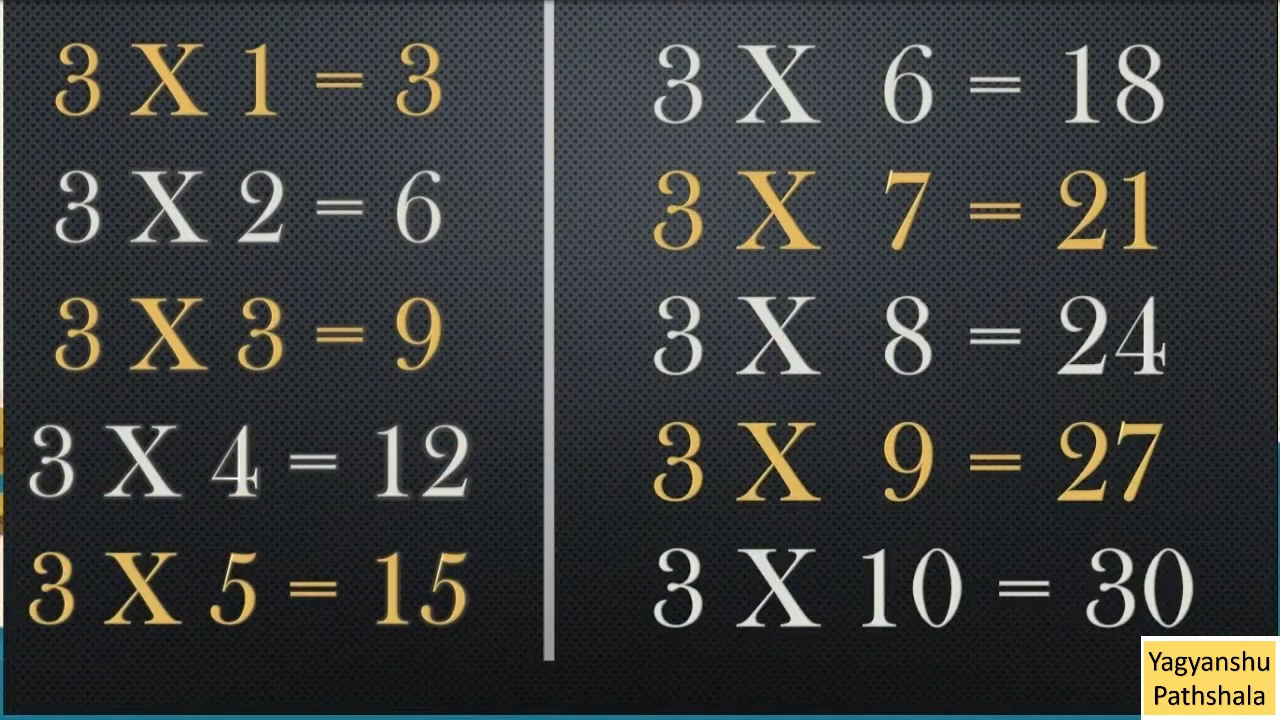 3 X 1 = 3
3 X 2 = 6
3 X 3 = 9
3 X 4 = 12
3 X 5 = 15
3 X 6 = 18
3 X 7 = 21
3 X 8 = 24
3 X 9 = 27
3 X 10 = 30
Yagyanshu
Pathshala